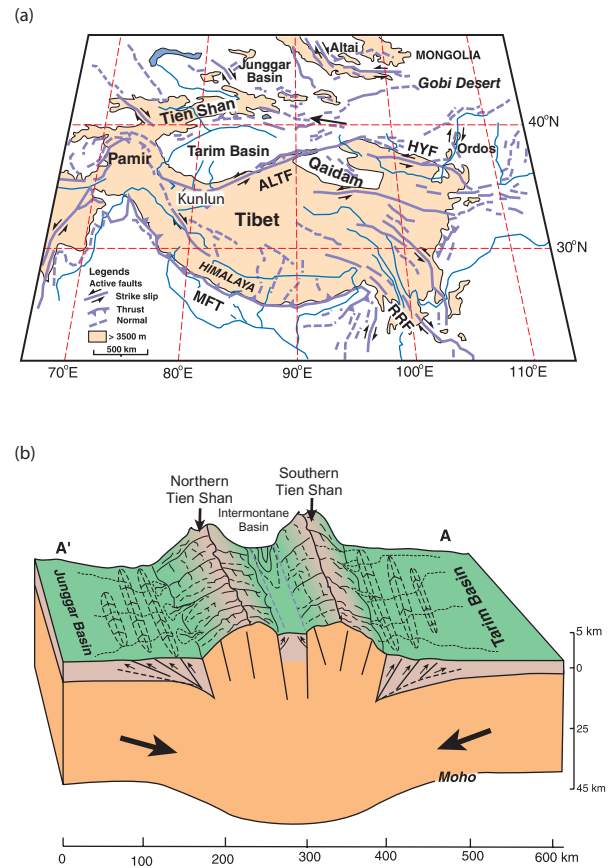 (a)
Altai
MONGOLIA
Junggar
Basin
Gobi Desert
Tien Shan
40°N
Tarim Basin
HYF
Ordos
Pamir
Qaidam
ALTF
Kunlun
Tibet
30°N
HIMALAYA
MFT
RRF
Legends
Active faults
Strike slip
Thrust
Normal
> 3500 m
500 km
70°E
80°E
90°E
100°E
110°E
(b)
Northern
Tien Shan
Southern
Tien Shan
Intermontane
Basin
A'
A
Junggar Basin
Tarim Basin
5 km
0
25
Moho
45 km
0
100
200
300
400
500
600 km